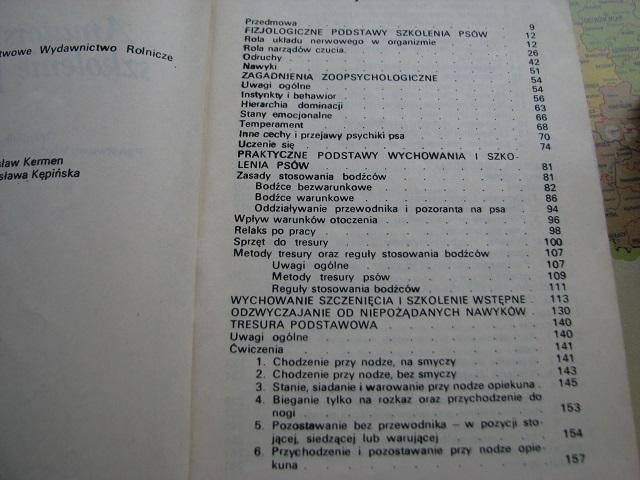 twowe Wydawnictwo Rolnicze
sław Kermen
sława Kępińska
Przedmowa 9
FIZJOLOGICZNE PODSTAWY SZKOLENIA PSÓW 12
Rola układu nerwowego w organizmie 12
Rola narządów czucia. 26
Odruchy 42
Nawyki 51
ZAGADNIENIA ZOOPSYCHOLOGICZNE 54
Uwagi ogólne 54
Instynkty i behawior 56
Hierarchia dominacji 63
Stany emocjonalne 66
Temperament 68
Inne cechy i przejawy psychiki psa 70
Uczenie się 74
PRAKTYCZNE PODSTAWY WYCHOWANIA I SZKO-
LENIA PSÓW 81
Zasady stosowania bodźców 81
Bodźce bezwarunkowe 82
Bodźce warunkowe 86
Oddziaływanie przewodnika i pozoranta na psa 94
Wpływ warunków otoczenia 96
Relaks po pracy 98
Sprzęt do tresury 100
Metody tresury oraz reguły stosowania bodźców 107
Uwagi ogólne 107
Metody tresury psów 109
Reguły stosowania bodźców 111
WYCHOWANIE SZCZENIĘCIA I SZKOLENIE WSTĘPNE 113
ODZWYCZAJANIE OD NIEPOŻĄDANYCH NAWYKÓW 130
TRESURA PODSTAWOWA 140
Uwagi ogólne 140
Ćwiczenia 141
1. Chodzenie przy nodze, na smyczy 141
2. Chodzenie przy nodze, bez smyczy 143
3. Stanie, siadanie i warowanie przy nodze opiekuna 145
4. Bieganie tylko na rozkaz oraz przychodzenie do
nogi 153
5. Pozostawanie bez przewodnika – w pozycji sto-
jącej, siedzącej lub warującej 154
6. Przychodzenie i pozostawanie przy nodze opie-
kuna 157